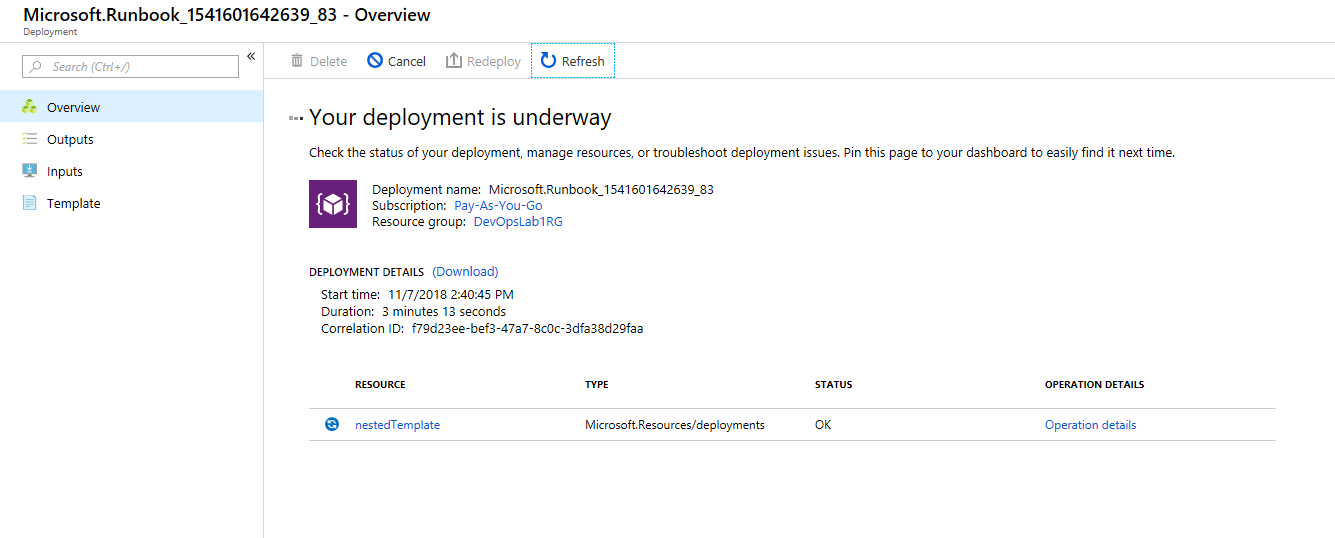 Microsoft.Runbook_1541601642639_83 - Overview
Deployment
Search (Ctrl+/)
«
Overview
Outputs
Inputs
Template
Delete Cancel Redeploy Refresh
Your deployment is underway
Check the status of your deployment, manage resources, or troubleshoot deployment issues. Pin this page to your dashboard to easily find it next time.
Deployment name: Microsoft.Runbook_1541601642639_83
Subscription: Pay-As-You-Go
Resource group: DevOpsLab1RG
DEPLOYMENT DETAILS (Download)
Start time: 11/7/2018 2:40:45 PM
Duration: 3 minutes 13 seconds
Correlation ID: f79d23ee-bef3-47a7-8c0c-3dfa38d29faa
RESOURCE TYPE STATUS OPERATION DETAILS
nestedTemplate Microsoft.Resources/deployments OK Operation details